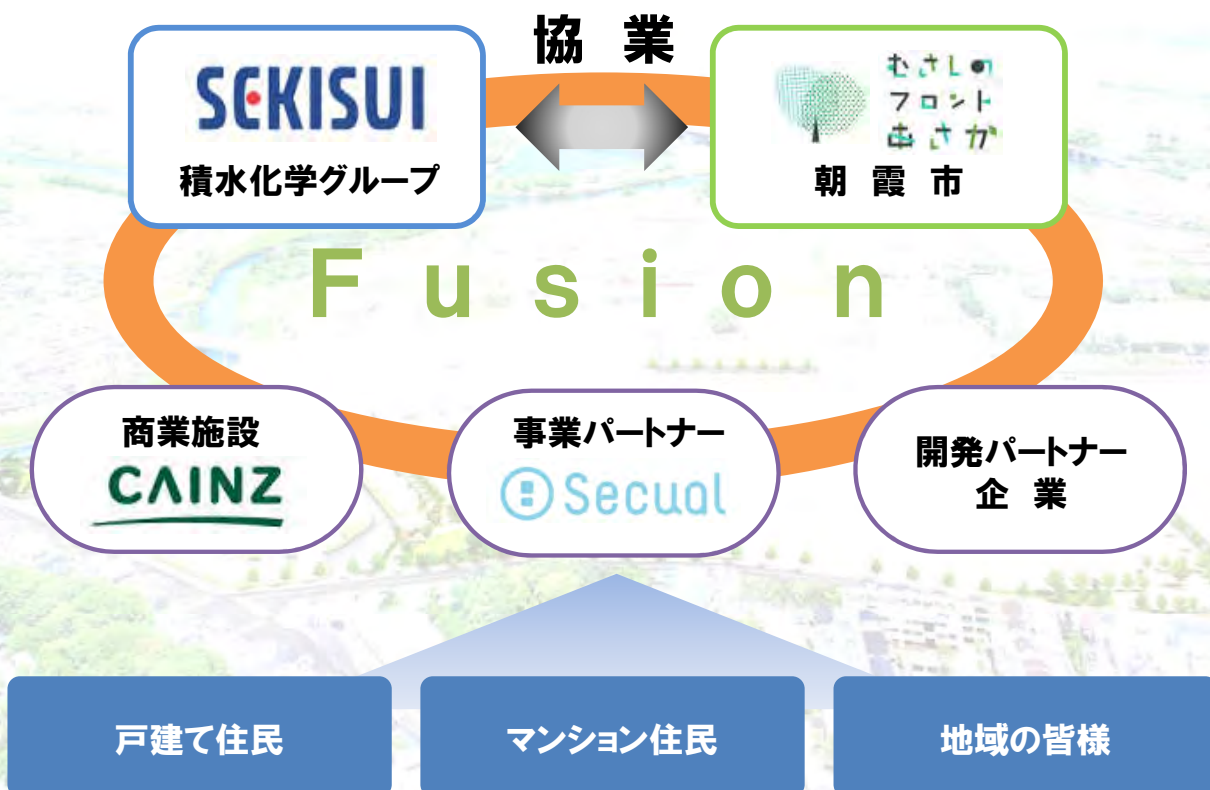 協 業
SEKISUI
積水化学グループ
むさしの
フロント
あさか
朝 霞 市
Fusion
商業施設
CAINZ
事業パートナー
Secual
開発パートナー
企 業
戸建て住民
マンション住民
地域の皆様